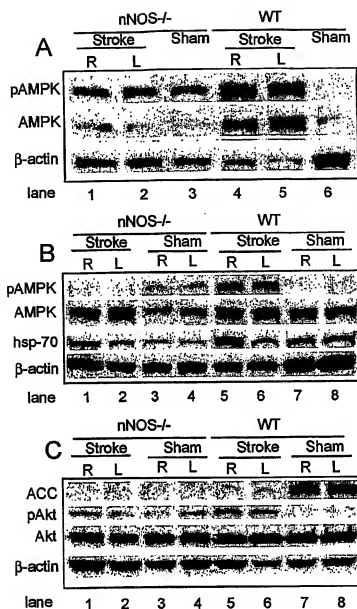 nNOS-/- WT
A Stroke Sham Stroke Sham
R L R L
pAMPK
AMPK
β-actin
lane 1 2 3 4 5 6
nNOS-/- WT
B Stroke Sham Stroke Sham
R L R L R L R L
pAMPK
AMPK
hsp-70
β-actin
lane 1 2 3 4 5 6 7 8
nNOS-/- WT
C Stroke Sham Stroke Sham
R L R L R L R L
ACC
pAkt
Akt
β-actin
lane 1 2 3 4 5 6 7 8